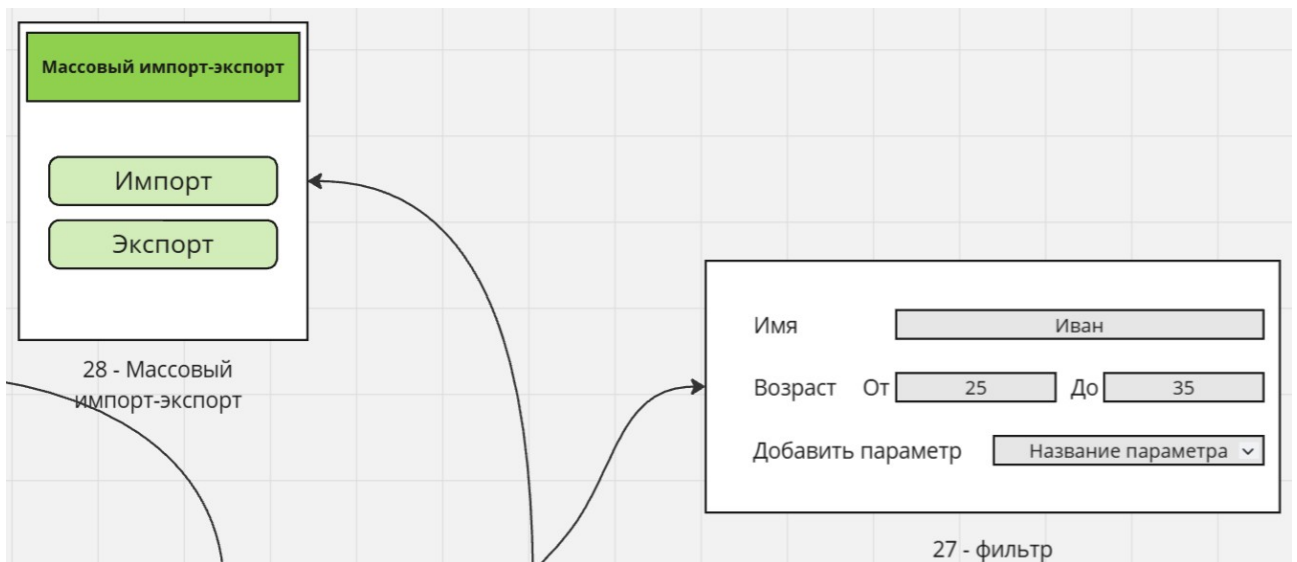 Массовый импорт-экспорт
Импорт
Экспорт
28 - Массовый
импорт-экспорт
Имя Иван
Возраст От 25 До 35
Добавить параметр Название параметра
27 - фильтр